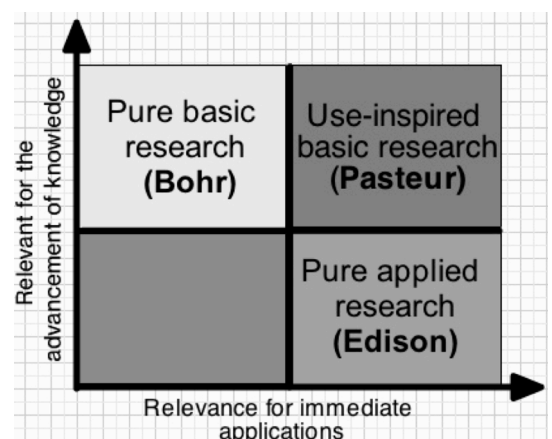 Relevant for the
advancement of knowledge
Pure basic
research
(Bohr)
Use-inspired
basic research
(Pasteur)
Pure applied
research
(Edison)
Relevance for immediate
applications